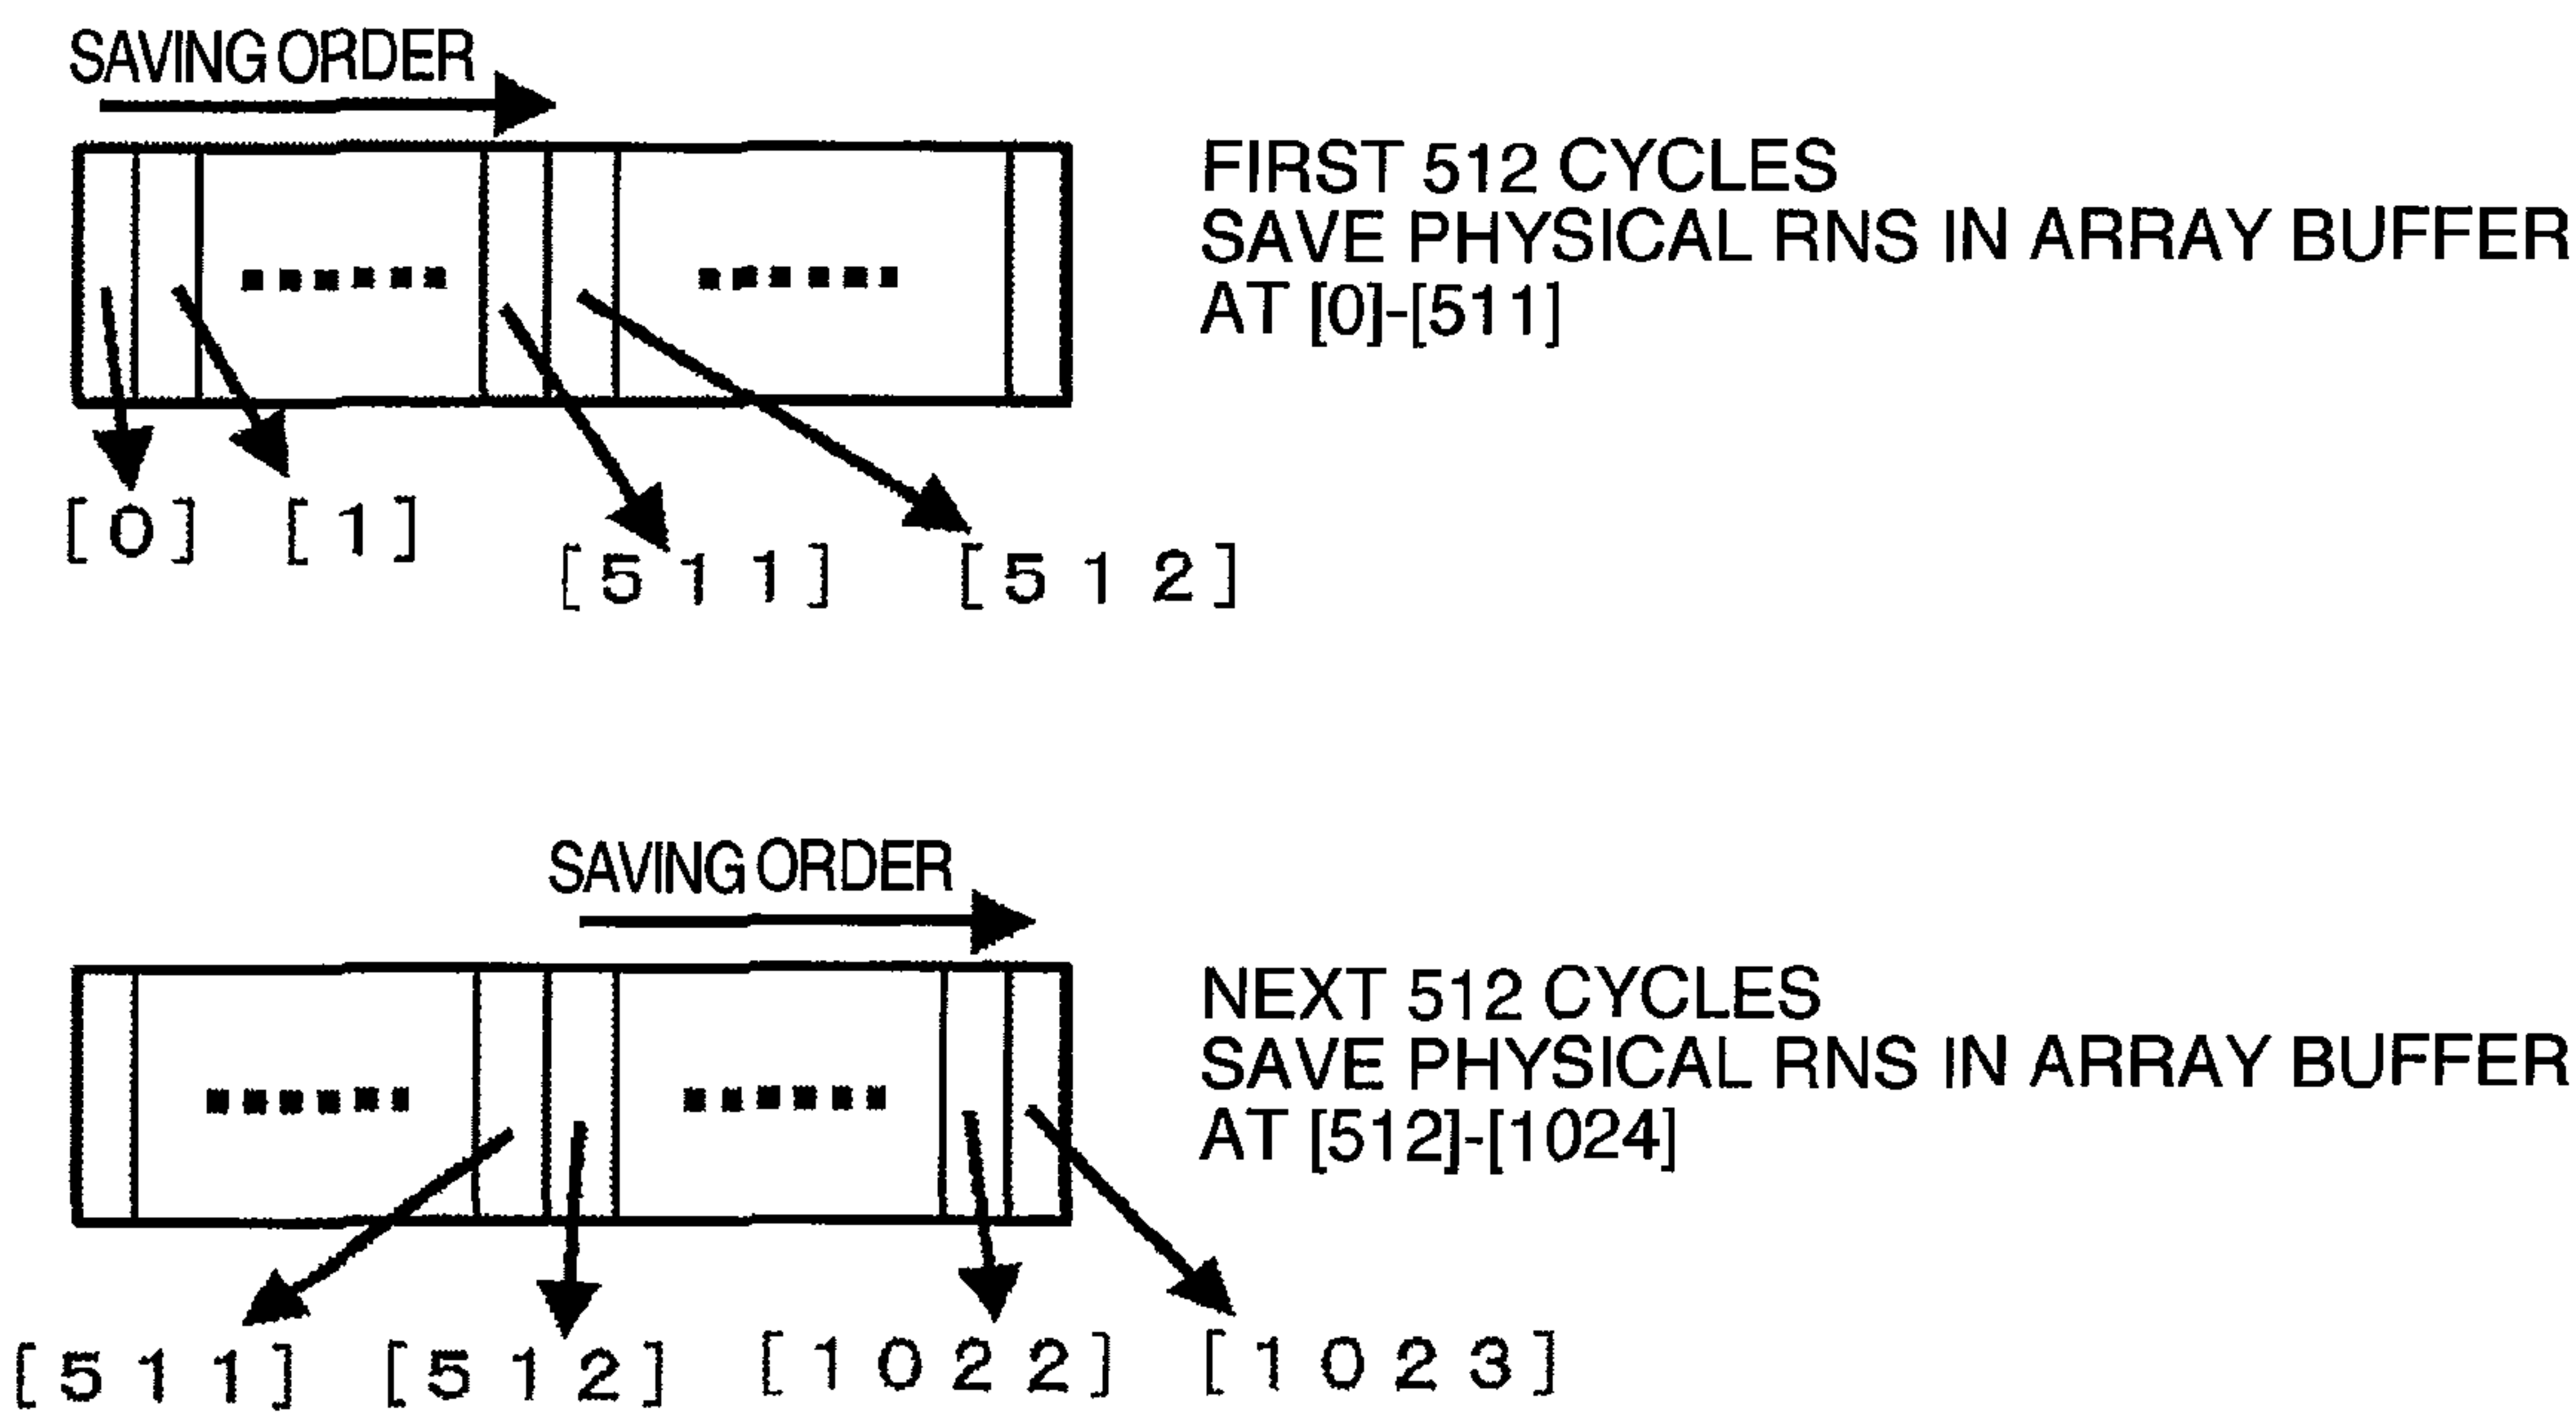 SAVING ORDER
FIRST 512 CYCLES
SAVE PHYSICAL RNS IN ARRAY BUFFER
AT [0]-[511]
[0] [1]
[511] [512]
SAVING ORDER
NEXT 512 CYCLES
SAVE PHYSICAL RNS IN ARRAY BUFFER
AT [512]-[1024]
[511] [512] [1022] [1023]